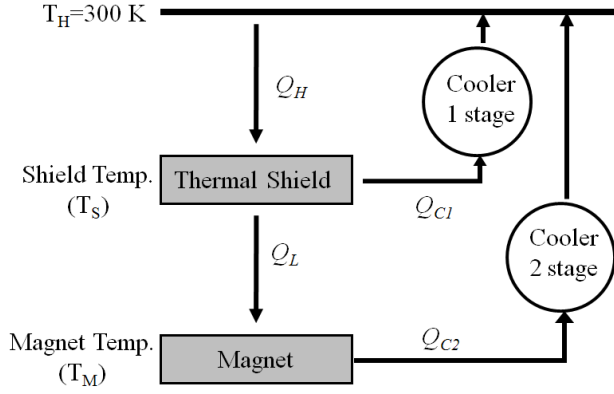 T_H=300 K
Q_H
Cooler
1 stage
Shield Temp.
(T_S)
Thermal Shield
Q_C1
Q_L
Cooler
2 stage
Magnet Temp.
(T_M)
Magnet
Q_C2